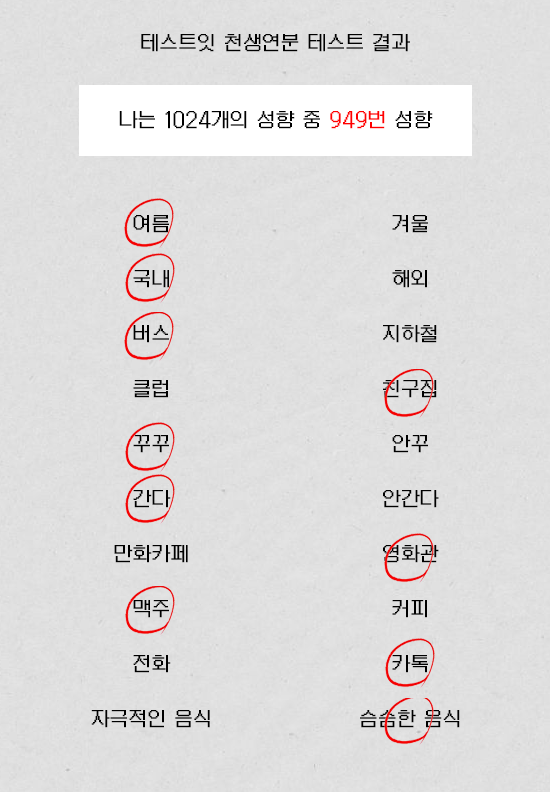 테스트잇 천생연분 테스트 결과
나는 1024개의 성향 중 949번 성향
여름 겨울
국내 해외
버스 지하철
클럽 친구집
꾸꾸 안꾸
간다 안간다
만화카페 영화관
맥주 커피
전화 카톡
자극적인 음식 슴슴한 음식